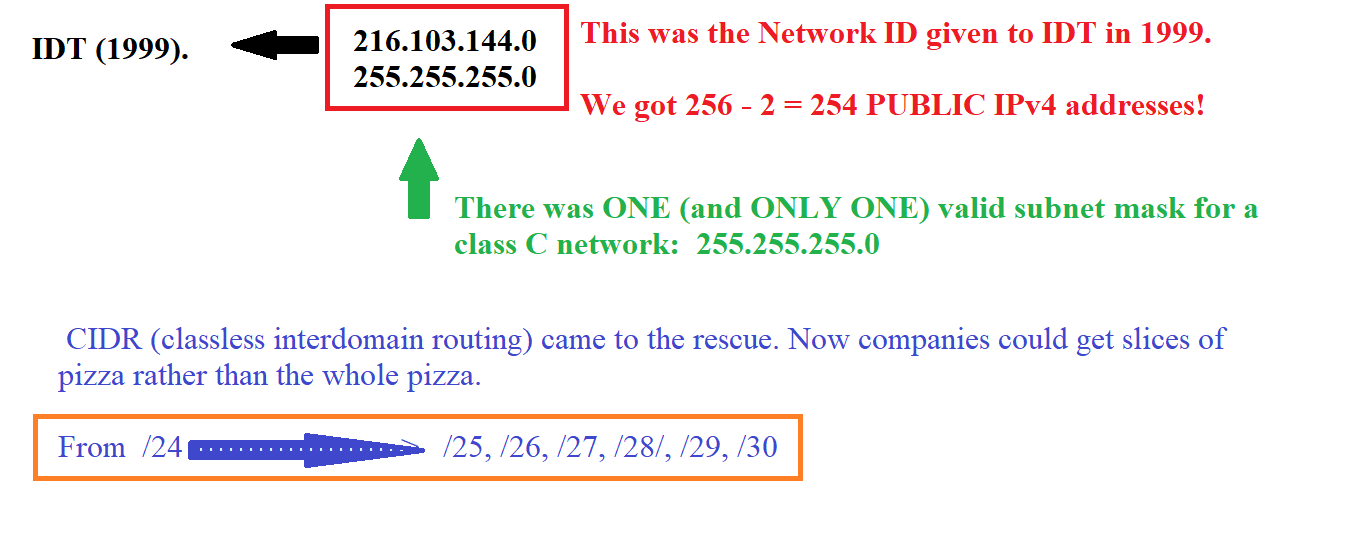 IDT (1999).
216.103.144.0
255.255.255.0
This was the Network ID given to IDT in 1999.
We got 256 - 2 = 254 PUBLIC IPv4 addresses!
There was ONE (and ONLY ONE) valid subnet mask for a
class C network: 255.255.255.0
CIDR (classless interdomain routing) came to the rescue. Now companies could get slices of
pizza rather than the whole pizza.
From /24 /25, /26, /27, /28/, /29, /30